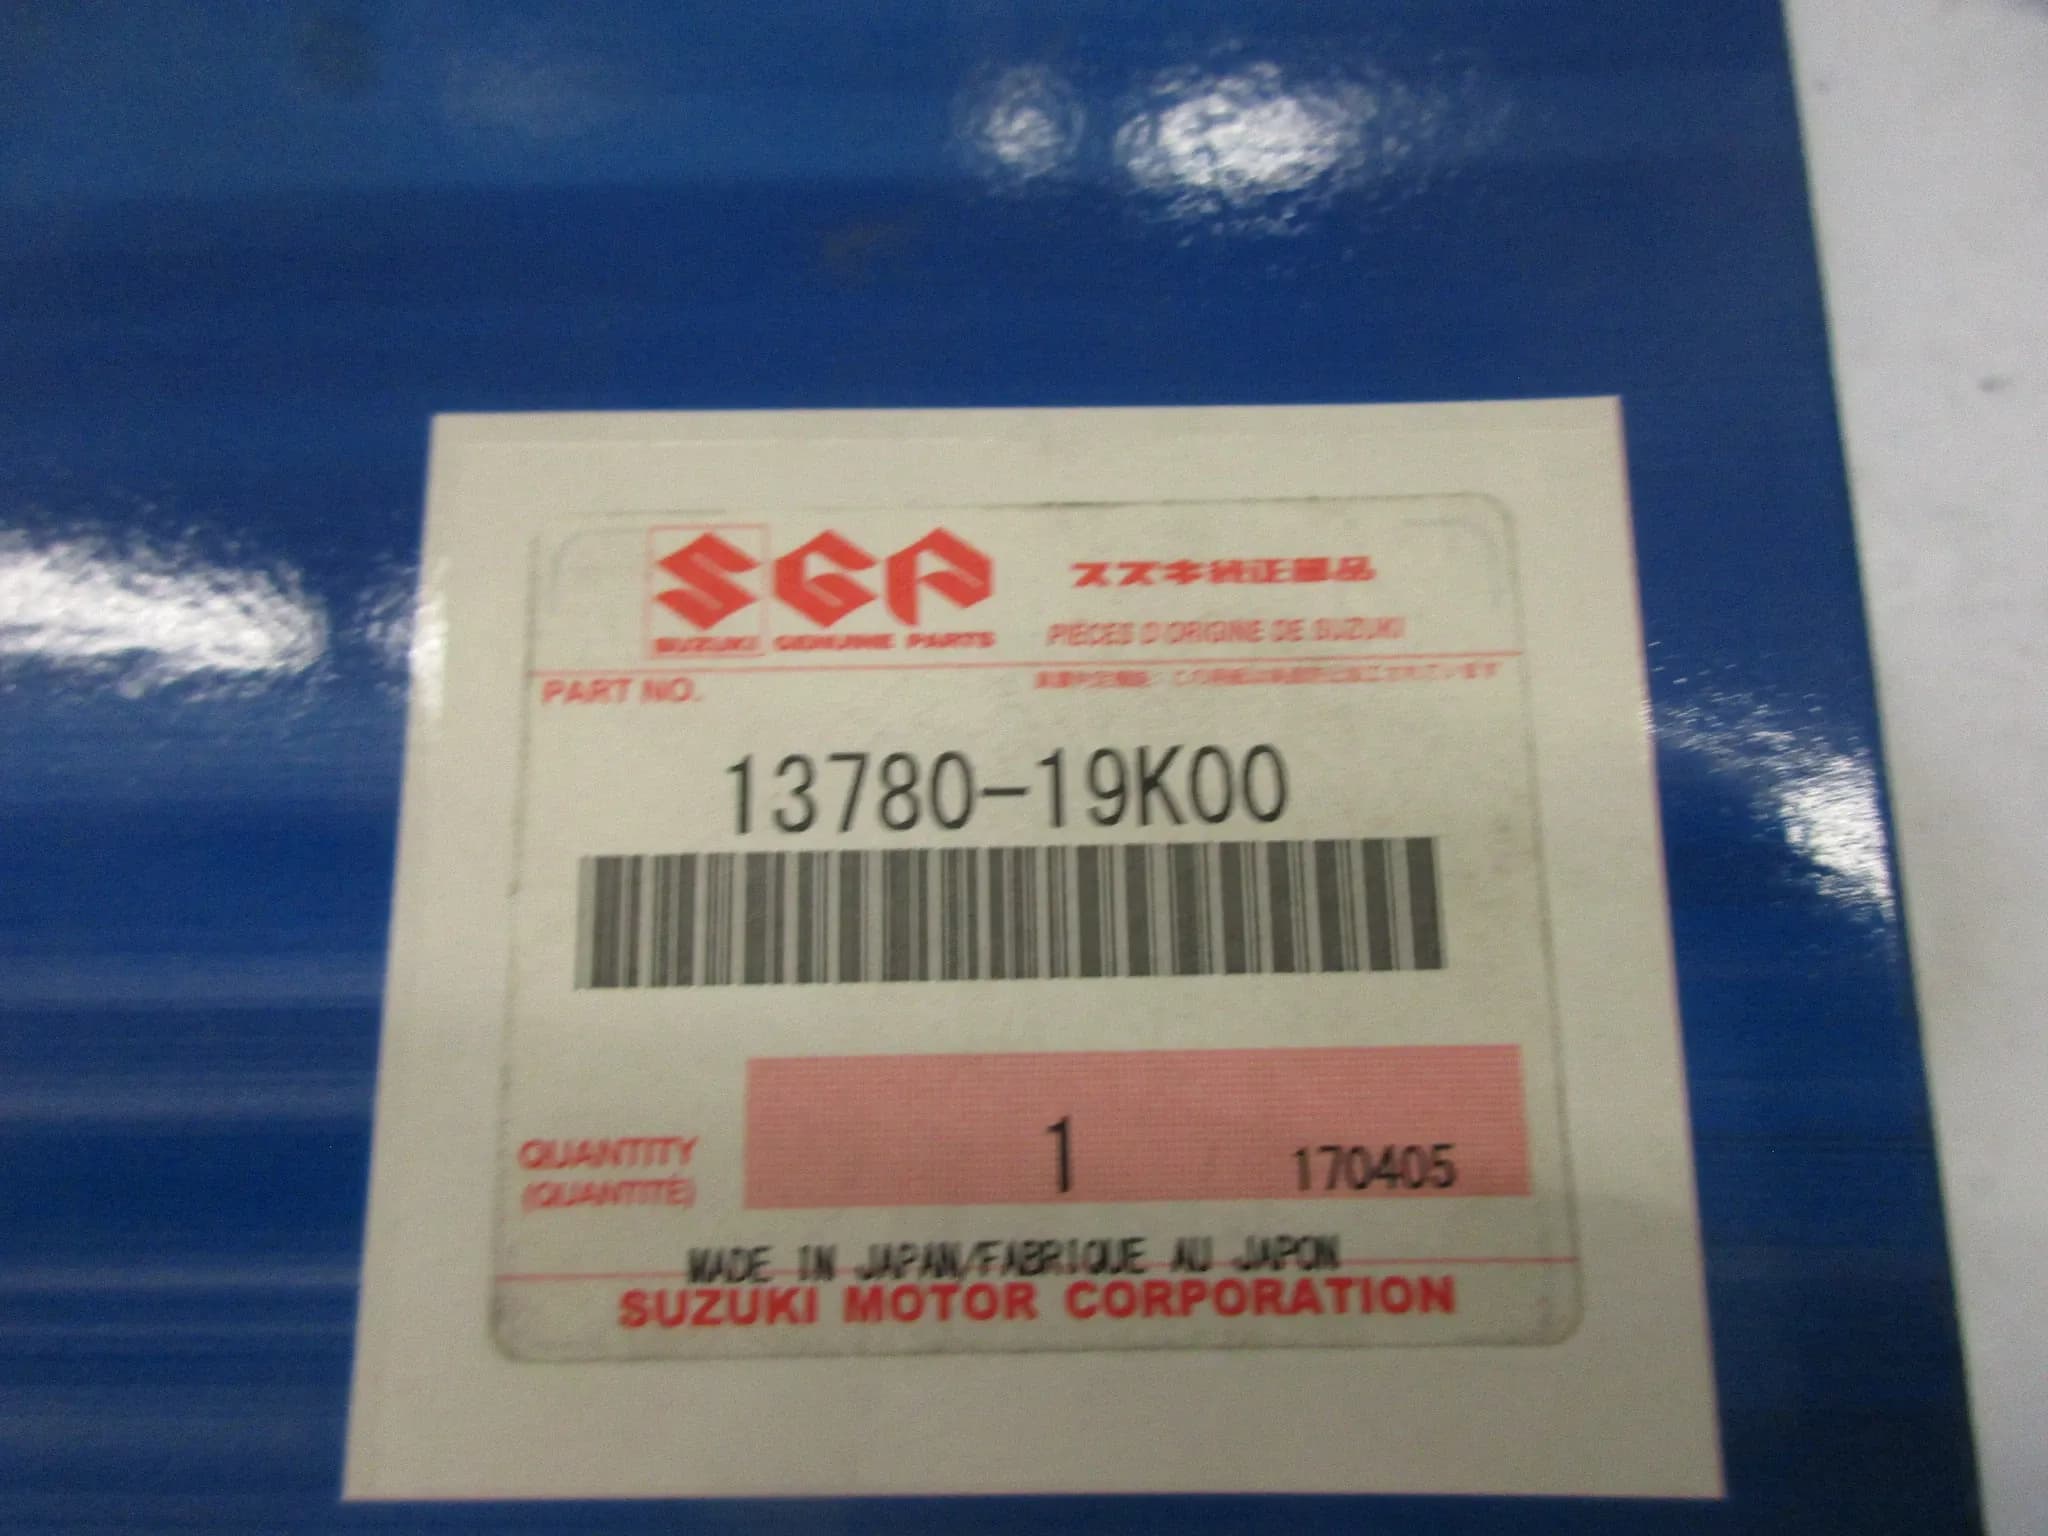 SGP
スズキ純正部品
SUZUKI GENUINE PARTS
PIÈCES D'ORIGINE DE SUZUKI
PART NO.
13780-19K00
1
170405
QUANTITY
(QUANTITÉ)
MADE IN JAPAN/FABRIQUE AU JAPON
SUZUKI MOTOR CORPORATION